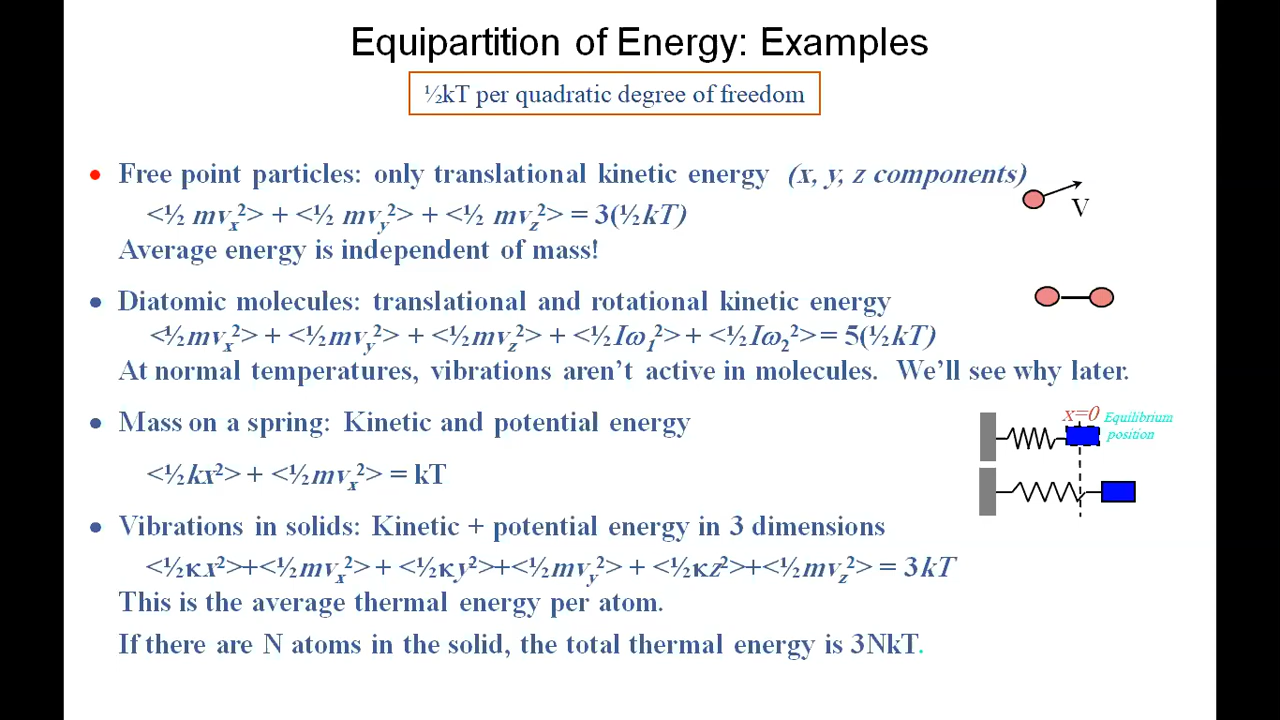 Equipartition of Energy: Examples
½kT per quadratic degree of freedom
• Free point particles: only translational kinetic energy (x, y, z components)
V
<½ mvₓ²> + <½ mv_y²> + <½ mv_z²> = 3(½kT)
Average energy is independent of mass!
• Diatomic molecules: translational and rotational kinetic energy
<½mvₓ²> + <½mv_y²> + <½mv_z²> + <½Iω₁²> + <½Iω₂²> = 5(½kT)
At normal temperatures, vibrations aren’t active in molecules. We’ll see why later.
• Mass on a spring: Kinetic and potential energy
x=0 Equilibrium
position
<½kx²> + <½mvₓ²> = kT
• Vibrations in solids: Kinetic + potential energy in 3 dimensions
<½κx²>+<½mvₓ²> + <½κy²>+<½mv_y²> + <½κz²>+<½mv_z²> = 3kT
This is the average thermal energy per atom.
If there are N atoms in the solid, the total thermal energy is 3NkT.